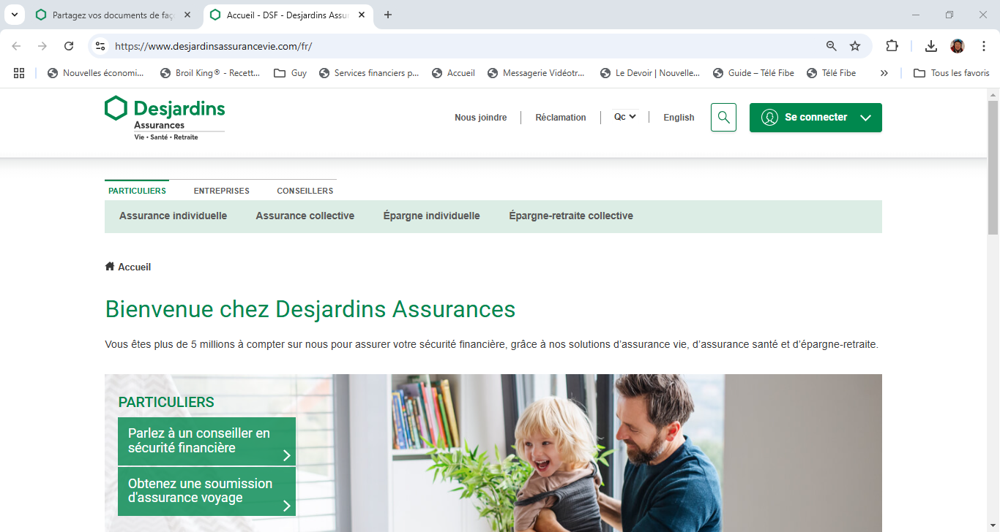 Partagez vos documents de faç
Accueil - DSF - Desjardins Assur
https://www.desjardinsassurancevie.com/fr/
Nouvelles économi...
Broil King® - Recett...
Guy
Services financiers p...
Accueil
Messagerie Vidéotr...
Le Devoir | Nouvelle...
Guide – Télé Fibe
Télé Fibe
Tous les favoris
Desjardins
Assurances
Vie • Santé • Retraite
Nous joindre
Réclamation
Qc
English
Se connecter
PARTICULIERS
ENTREPRISES
CONSEILLERS
Assurance individuelle
Assurance collective
Épargne individuelle
Épargne-retraite collective
Accueil
Bienvenue chez Desjardins Assurances
Vous êtes plus de 5 millions à compter sur nous pour assurer votre sécurité financière, grâce à nos solutions d’assurance vie, d’assurance santé et d’épargne-retraite.
PARTICULIERS
Parlez à un conseiller en
sécurité financière
Obtenez une soumission
d'assurance voyage